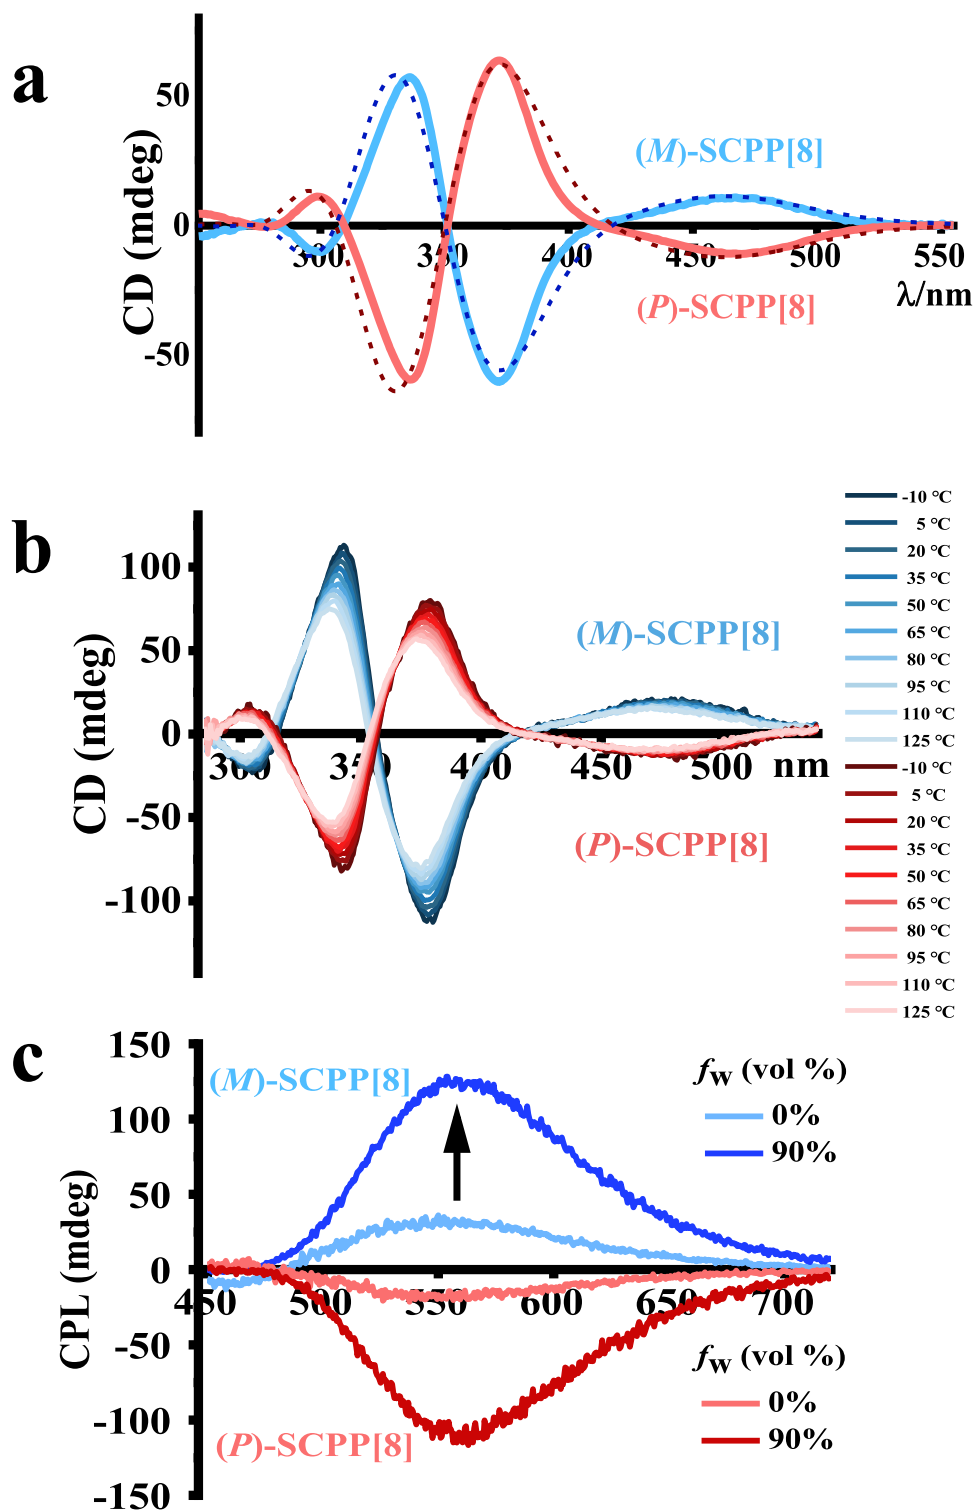 a
50
0
-50
CD (mdeg)
(M)-SCPP[8]
(P)-SCPP[8]
300 350 400 450 500 550
λ/nm
b
100
50
0
-50
-100
CD (mdeg)
(M)-SCPP[8]
(P)-SCPP[8]
300 350 400 450 500 nm
-10 °C
5 °C
20 °C
35 °C
50 °C
65 °C
80 °C
95 °C
110 °C
125 °C
-10 °C
5 °C
20 °C
35 °C
50 °C
65 °C
80 °C
95 °C
110 °C
125 °C
c
150
100
50
0
-50
-100
-150
CPL (mdeg)
(M)-SCPP[8]
fw (vol %)
0%
90%
450 500 550 600 650 700
fw (vol %)
0%
90%
(P)-SCPP[8]